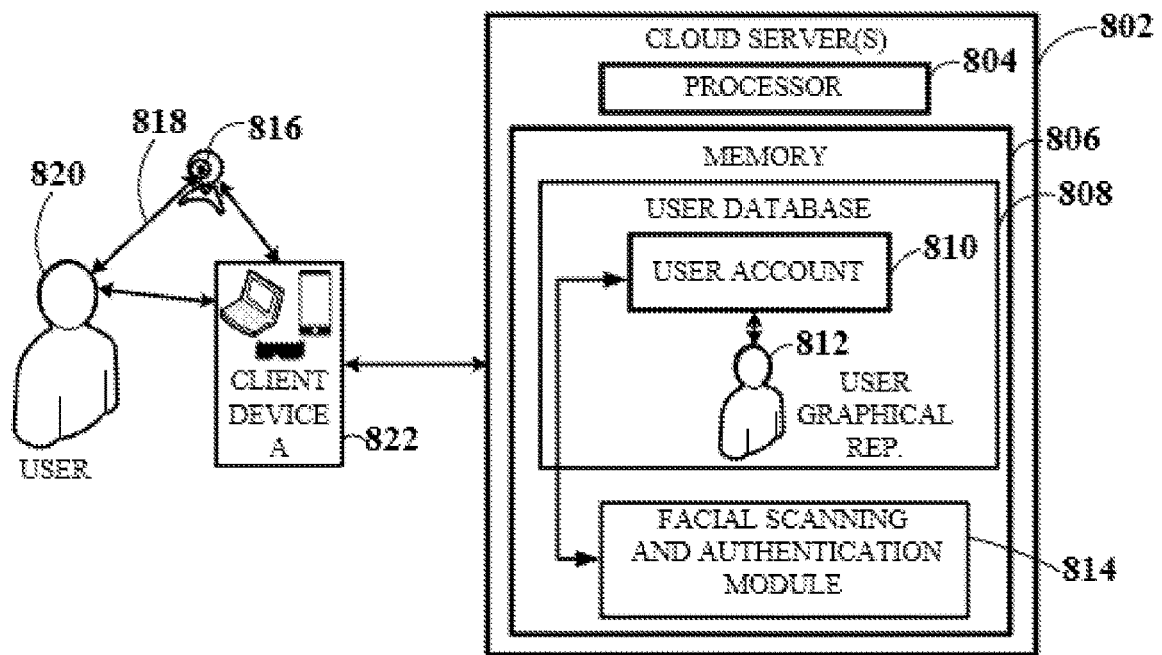 CLOUD SERVER(S)
802
PROCESSOR
804
818
816
820
MEMORY
806
USER DATABASE
808
USER ACCOUNT
810
812
USER
GRAPHICAL
REP.
CLIENT
DEVICE
A
822
USER
FACIAL SCANNING
AND AUTHENTICATION
MODULE
814